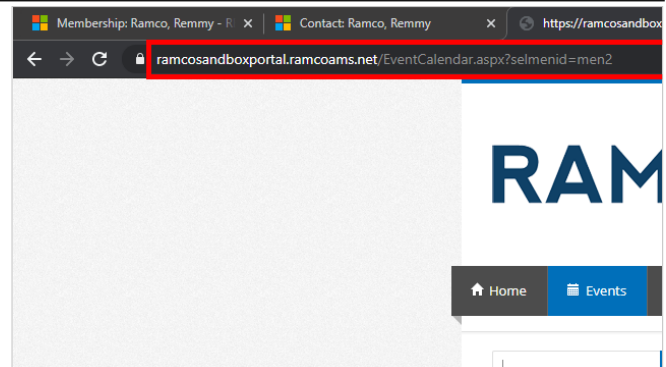 Membership: Ramco, Remmy - R
Contact: Ramco, Remmy
https://ramcosandbox
ramcosandboxportal.ramcoams.net/EventCalendar.aspx?selmenid=men2
RAM
Home
Events